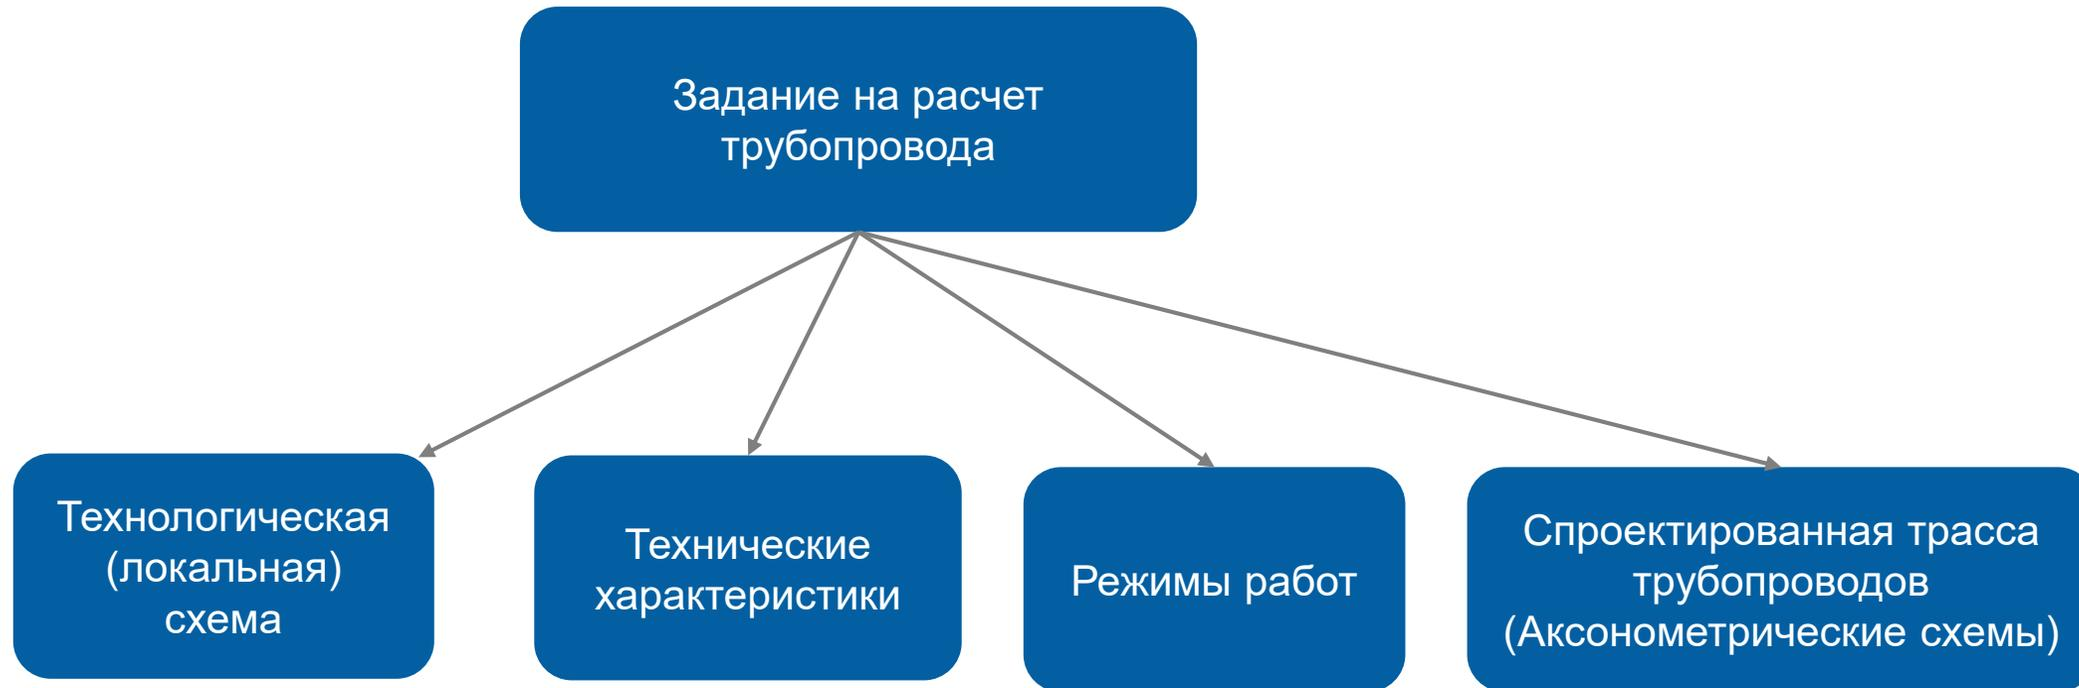 Задание на расчет
трубопровода
Технологическая
(локальная)
схема
Технические
характеристики
Режимы работ
Спроектированная трасса
трубопроводов
(Аксонометрические схемы)